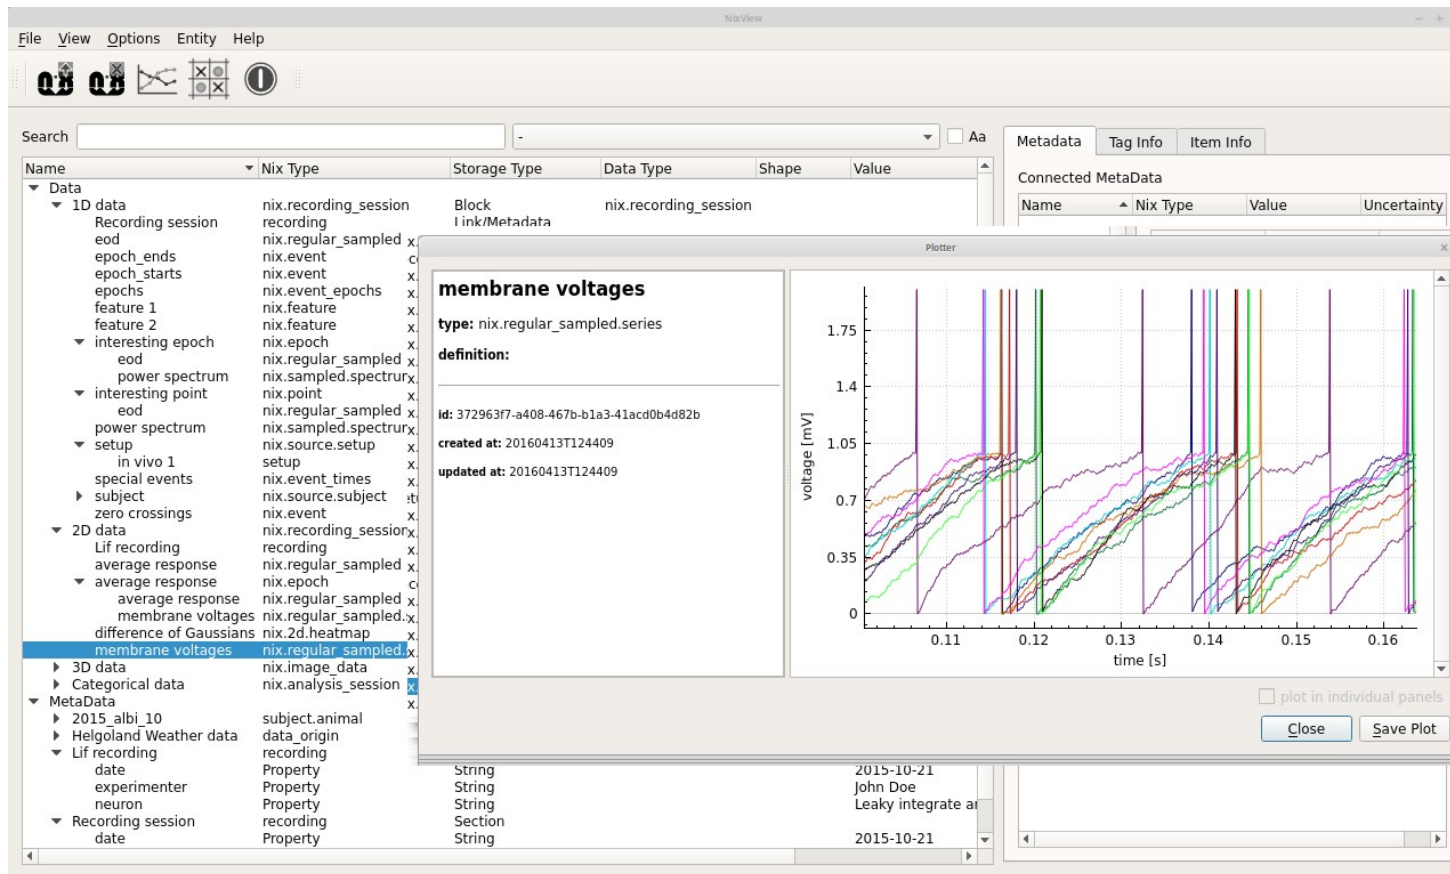 NixView
File View Options Entity Help
Search - Aa
Metadata Tag Info Item Info
Connected MetaData
Name Nix Type Value Uncertainty
Name Nix Type Storage Type Data Type Shape Value
Data
1D data nix.recording_session Block nix.recording_session
Recording session recording Link/Metadata
eod nix.regular_sampled x.
epoch_ends nix.event
epoch_starts nix.event x.
epochs nix.event_epochs x.
feature 1 nix.feature x.
feature 2 nix.feature x.
interesting epoch nix.epoch x.
eod nix.regular_sampled x.
power spectrum nix.sampled.spectrum x.
interesting point nix.point x.
eod nix.regular_sampled x.
power spectrum nix.sampled.spectrum x.
setup nix.source.setup x.
in vivo 1 setup x.
special events nix.event_times x.
subject nix.source.subject
zero crossings nix.event x.
2D data nix.recording_session x.
Lif recording recording x.
average response nix.regular_sampled x.
average response nix.epoch
average response nix.regular_sampled x.
membrane voltages nix.regular_sampled. x.
difference of Gaussians nix.2d.heatmap x.
membrane voltages nix.regular_sampled. x.
3D data nix.image_data x.
Categorical data nix.analysis_session x.
MetaData x.
2015_albi_10 subject.animal
Helgoland Weather data data_origin
Lif recording recording
date Property String 2015-10-21
experimenter Property String John Doe
neuron Property String Leaky integrate
Recording session recording Section
date Property String 2015-10-21
Plotter
membrane voltages
type: nix.regular_sampled.series
definition:
id: 372963f7-a408-467b-b1a3-41acd0b4d82b
created at: 20160413T124409
updated at: 20160413T124409
voltage [mV]
1.75
1.4
1.05
0.7
0.35
0
0.11 0.12 0.13 0.14 0.15 0.16
time [s]
plot in individual panels
Close Save Plot